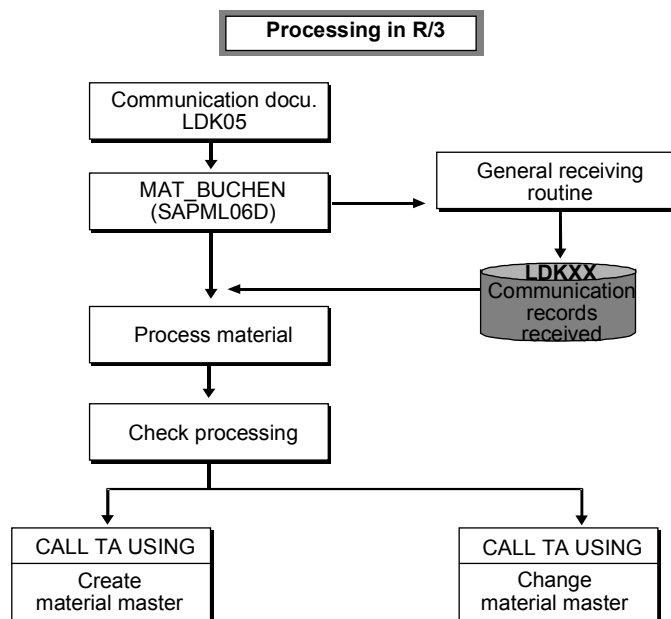 Processing in R/3
Communication docu.
LDK05
MAT_BUCHEN
(SAPML06D)
General receiving
routine
LDKXX
Communication
records
received
Process material
Check processing
CALL TA USING
Create
material master
CALL TA USING
Change
material master